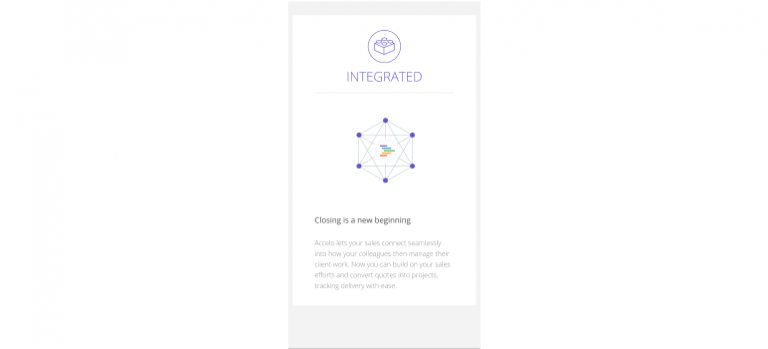 INTEGRATED
Closing is a new beginning
Accelo lets your sales connect seamlessly
into how your colleagues then manage their
client work. Now you can build on your sales
efforts and convert quotes into projects,
tracking delivery with ease.